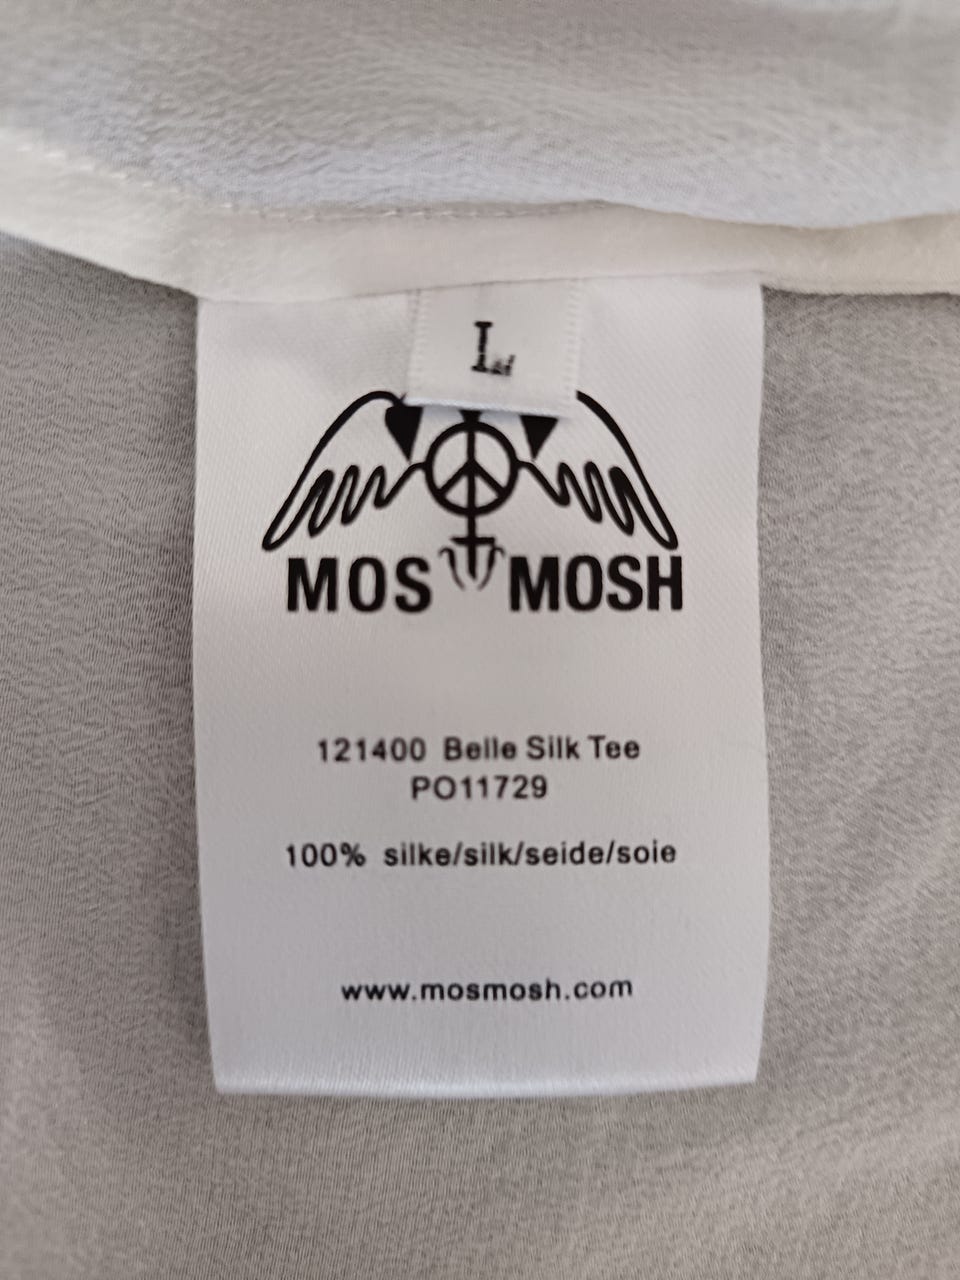 L
MOS MOSH
121400 Belle Silk Tee
PO11729
100% silke/silk/seide/soie
www.mosmosh.com